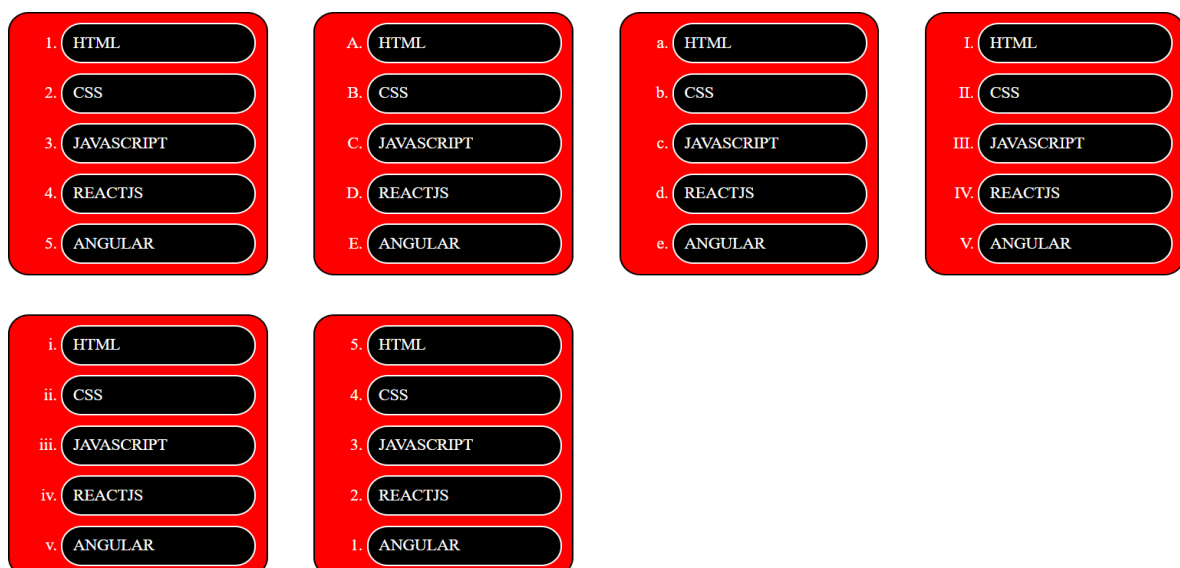 1. HTML
2. CSS
3. JAVASCRIPT
4. REACTJS
5. ANGULAR
A. HTML
B. CSS
C. JAVASCRIPT
D. REACTJS
E. ANGULAR
a. HTML
b. CSS
c. JAVASCRIPT
d. REACTJS
e. ANGULAR
I. HTML
II. CSS
III. JAVASCRIPT
IV. REACTJS
V. ANGULAR
i. HTML
ii. CSS
iii. JAVASCRIPT
iv. REACTJS
v. ANGULAR
5. HTML
4. CSS
3. JAVASCRIPT
2. REACTJS
1. ANGULAR